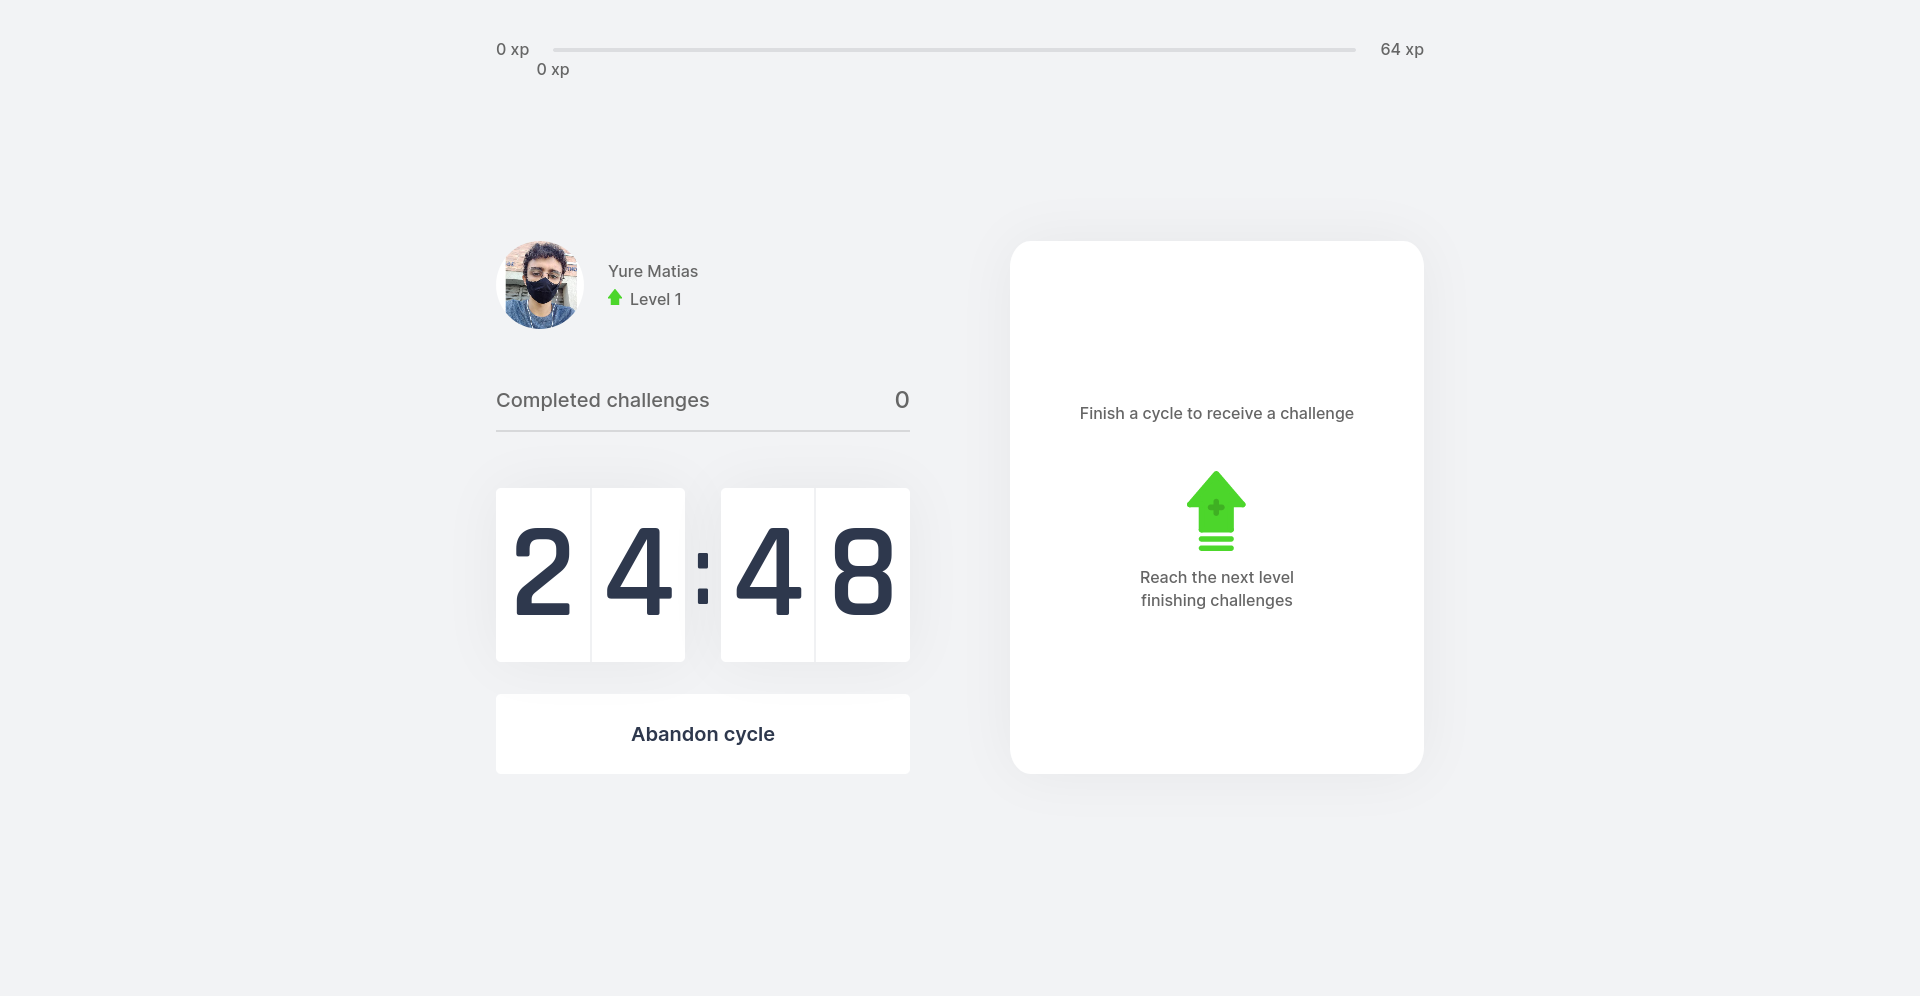 0 xp
64 xp
0 xp
Yure Matias
Level 1
Completed challenges 0
24:48
Abandon cycle
Finish a cycle to receive a challenge
Reach the next level
finishing challenges